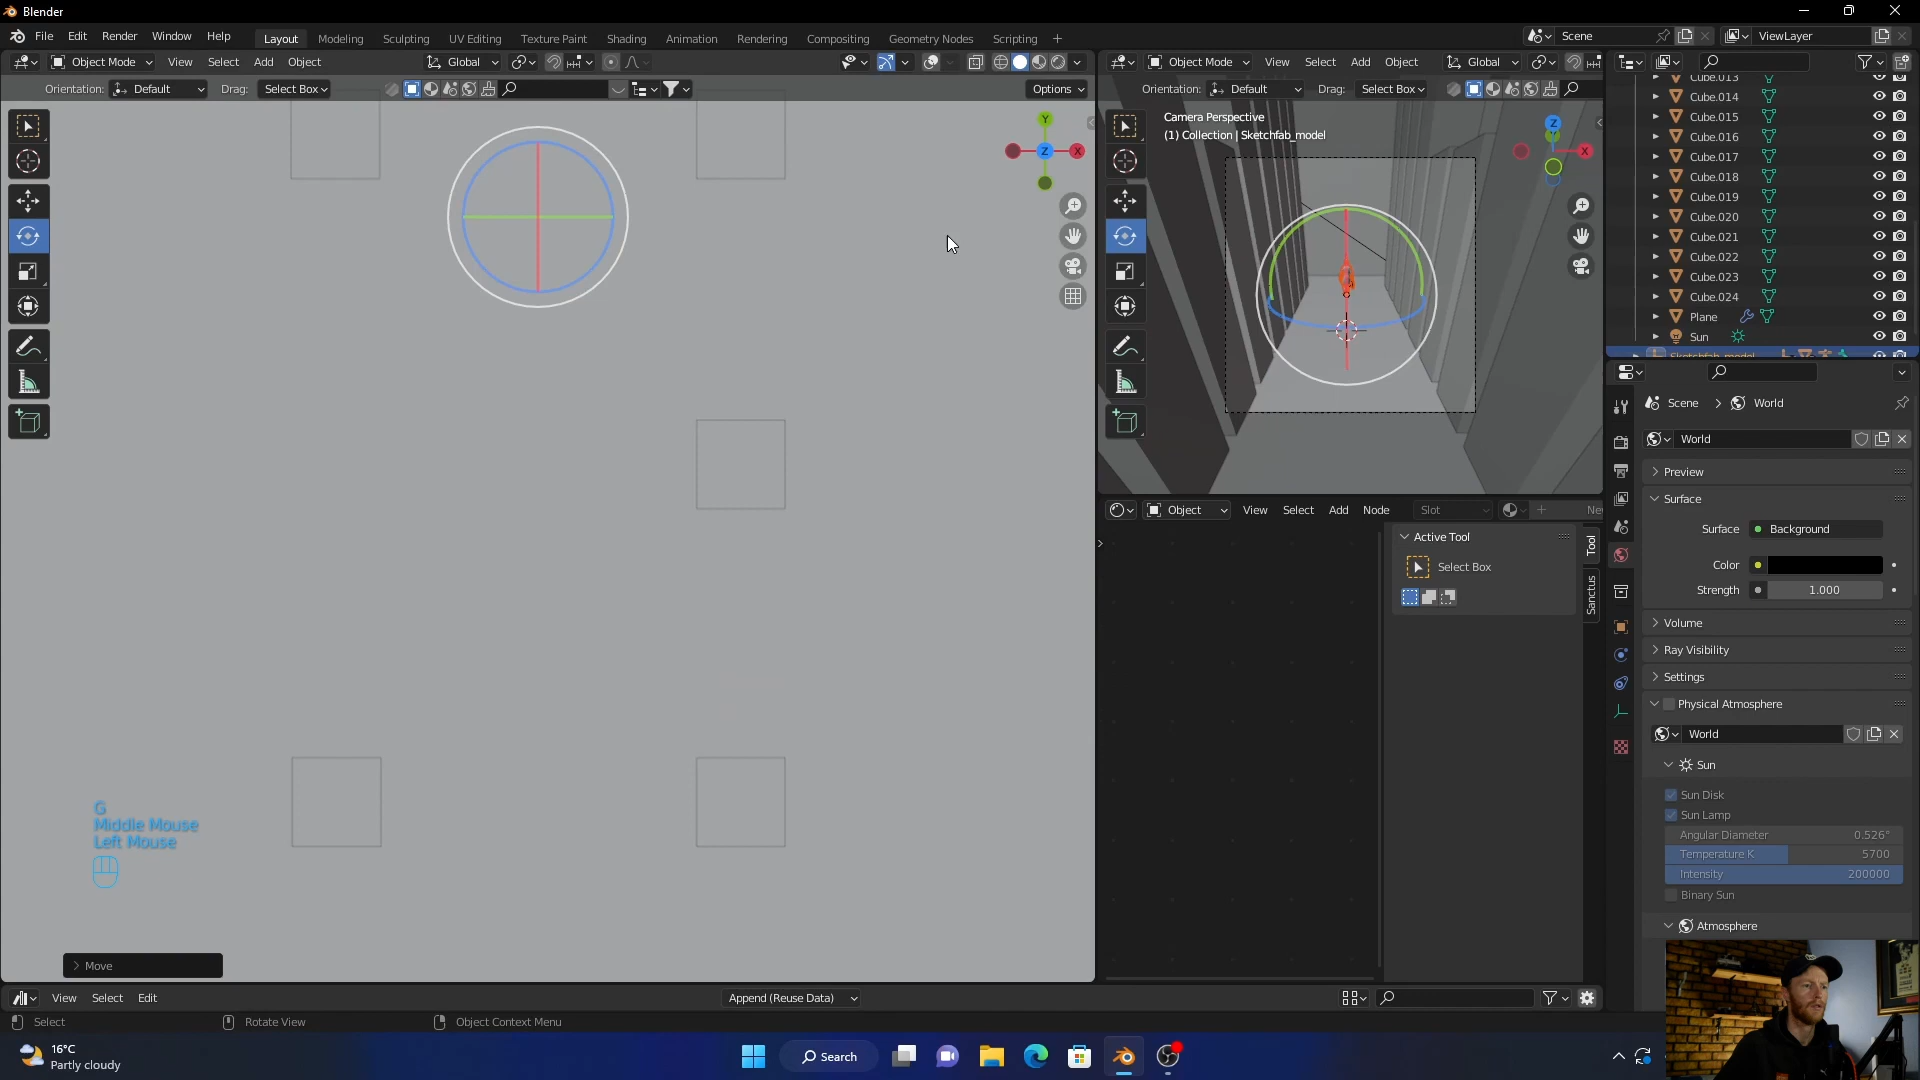 Blender
File Edit Render Window Help
Layout Modeling Sculpting UV Editing Texture Paint Shading Animation Rendering Compositing Geometry Nodes Scripting +
Scene
ViewLayer
Object Mode View Select Add Object
Global
Object Mode View Select Add Object
Global
Orientation: Default Drag: Select Box
Options
Orientation: Default Drag: Select Box
Camera Perspective
(1) Collection | Sketchfab_model
Y
Z
X
Z
X
Cube.013
Cube.014
Cube.015
Cube.016
Cube.017
Cube.018
Cube.019
Cube.020
Cube.021
Cube.022
Cube.023
Cube.024
Plane
Sun
Sketchfab_model
Scene > World
World
Preview
Surface
Surface Background
Color
Strength 1.000
Volume
Ray Visibility
Settings
Physical Atmosphere
World
Sun
Sun Disk
Sun Lamp
Angular Diameter 0.526°
Temperature K 5700
Intensity 200000
Binary Sun
Atmosphere
Object View Select Add Node Slot
Ne
Active Tool
Select Box
Tool
Sanctus
G
Middle Mouse
Left Mouse
Move
View Select Edit
Append (Reuse Data)
Select
Rotate View
Object Context Menu
16°C
Partly cloudy
Search